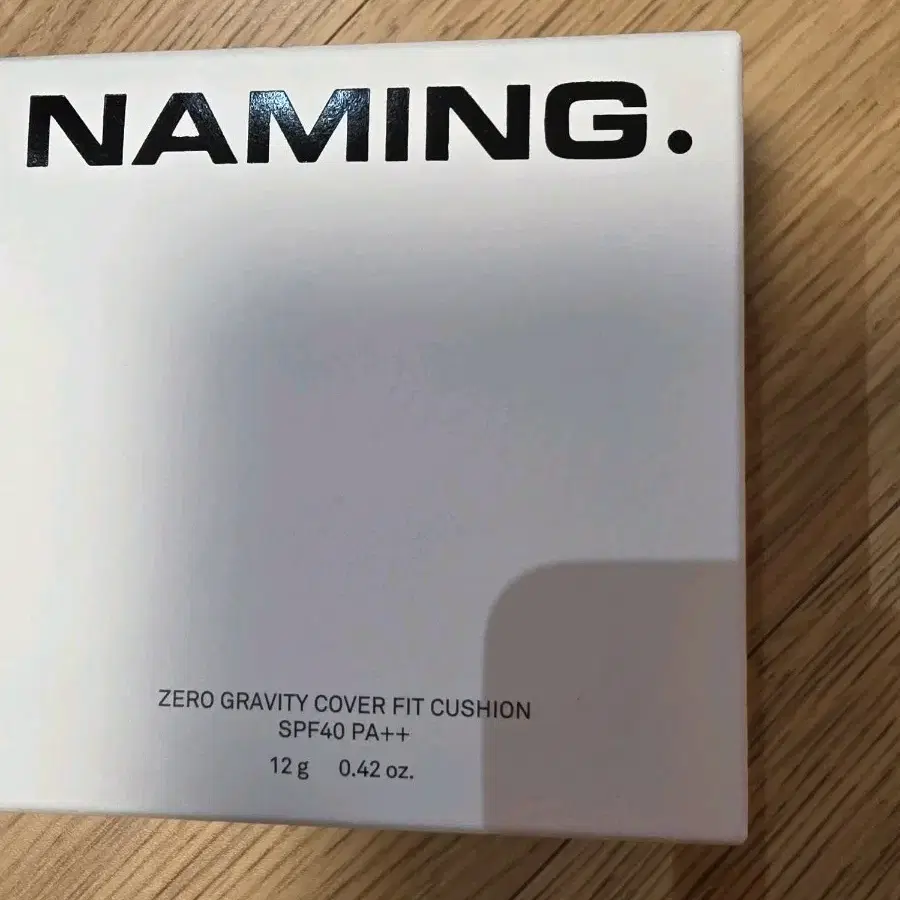 NAMING.
ZERO GRAVITY COVER FIT CUSHION
SPF40 PA++
12 g 0.42 oz.